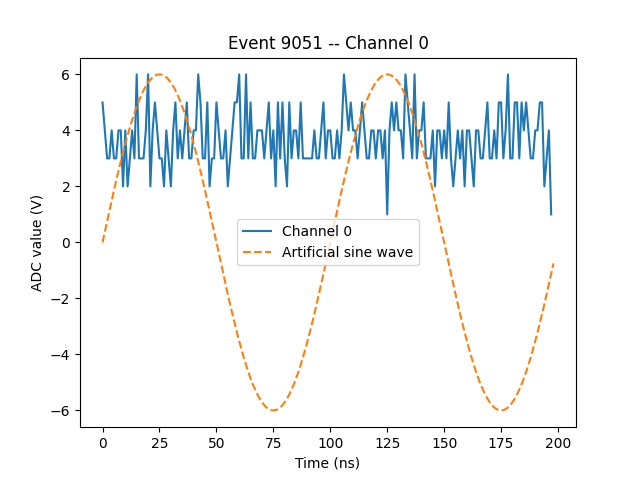 Event 9051 -- Channel 0
ADC value (V)
6
4
2
0
−2
−4
−6
Channel 0
Artificial sine wave
0 25 50 75 100 125 150 175 200
Time (ns)